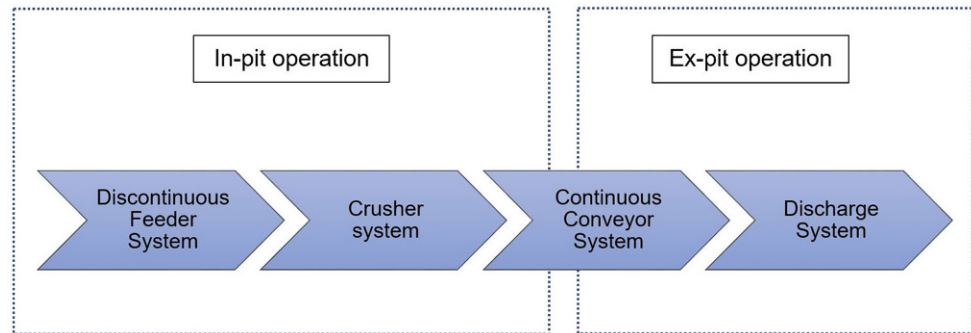 In-pit operation
Ex-pit operation
Discontinuous
Feeder
System
Crusher
system
Continuous
Conveyor
System
Discharge
System